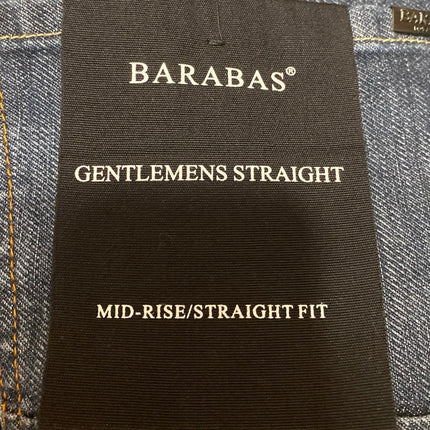 BARABAS®
GENTLEMENS STRAIGHT
MID-RISE/STRAIGHT FIT